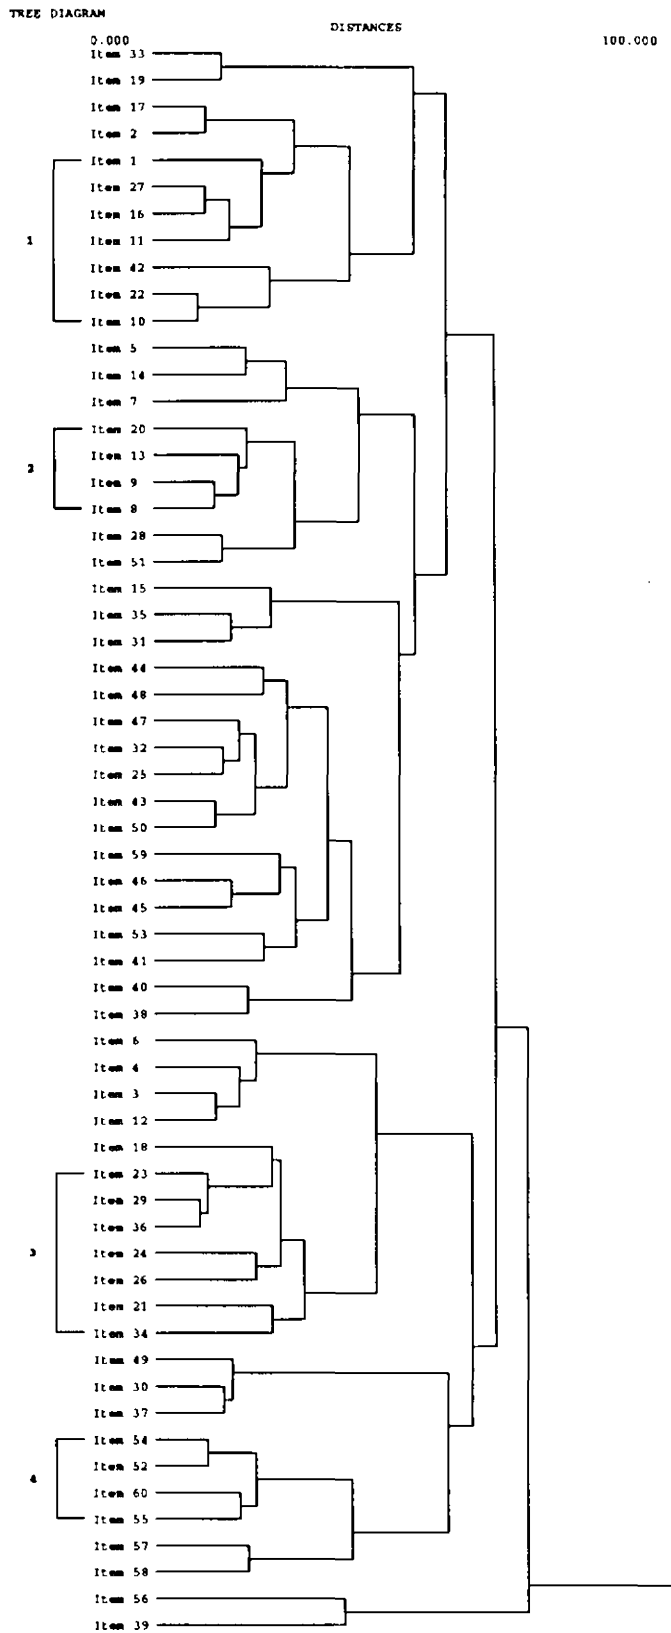 TREE DIAGRAM
DISTANCES
0.000 100.000
Item 33
Item 19
Item 17
Item 2
Item 1
Item 27
Item 16
1 Item 11
Item 42
Item 22
Item 10
Item 5
Item 14
Item 7
Item 20
2 Item 13
Item 9
Item 8
Item 28
Item 51
Item 15
Item 35
Item 31
Item 44
Item 48
Item 47
Item 32
Item 25
Item 43
Item 50
Item 59
Item 46
Item 45
Item 53
Item 41
Item 40
Item 38
Item 6
Item 4
Item 3
Item 12
Item 18
Item 23
Item 29
Item 36
3 Item 24
Item 26
Item 21
Item 34
Item 49
Item 30
Item 37
Item 54
Item 52
4 Item 60
Item 55
Item 57
Item 58
Item 56
Item 39